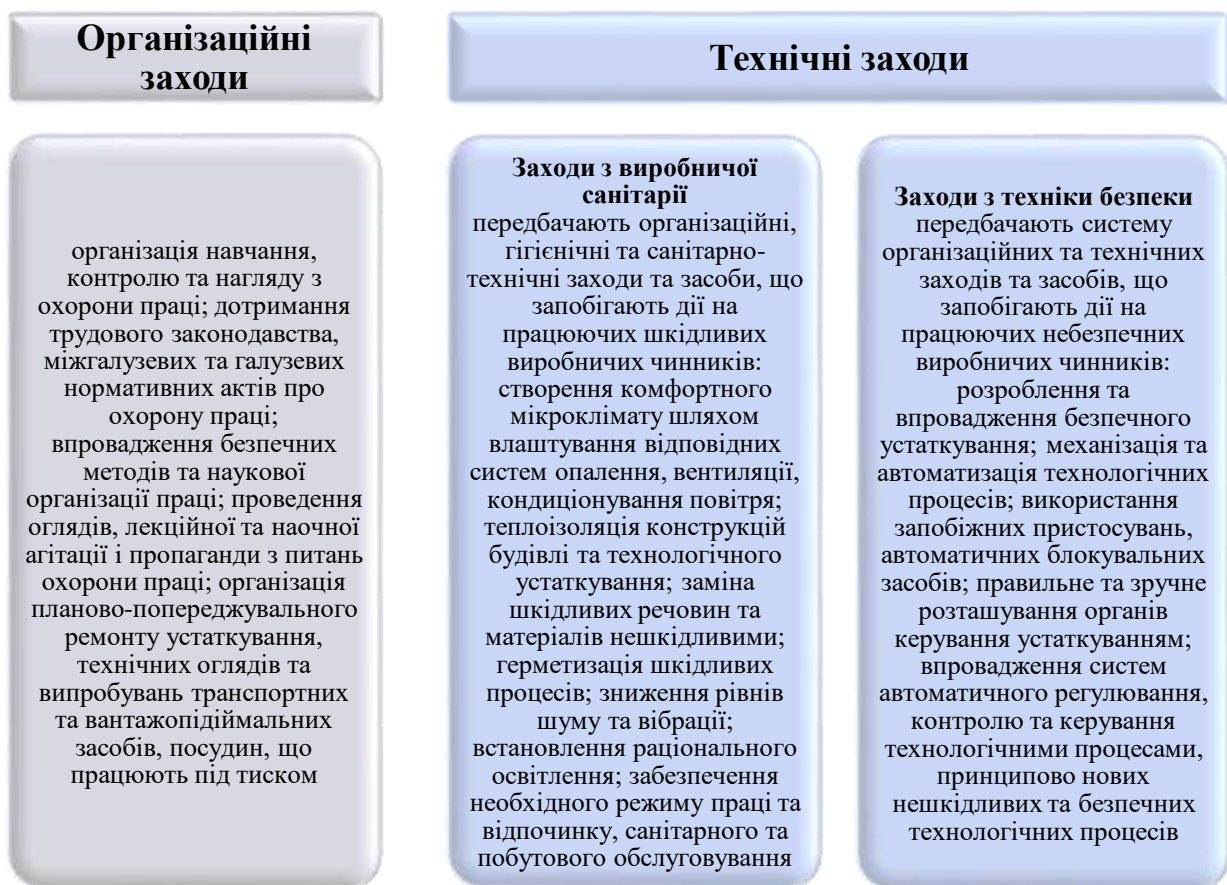 Організаційні
заходи
організація навчання,
контролю та нагляду з
охорони праці; дотримання
трудового законодавства,
міжгалузевих та галузевих
нормативних актів про
охорону праці;
впровадження безпечних
методів та наукової
організації праці; проведення
оглядів, лекційної та наочної
агітації і пропаганди з питань
охорони праці; організація
планово-попереджувального
ремонту устаткування,
технічних оглядів та
випробувань транспортних
та вантажопідіймальних
засобів, посудин, що
працюють під тиском
Технічні заходи
Заходи з виробничої
санітарії
передбачають організаційні,
гігієнічні та санітарно-
технічні заходи та засоби, що
запобігають дії на
працюючих шкідливих
виробничих чинників:
створення комфортного
мікроклімату шляхом
влаштування відповідних
систем опалення, вентиляції,
кондиціонування повітря;
теплоізоляція конструкцій
будівлі та технологічного
устаткування; заміна
шкідливих речовин та
матеріалів нешкідливими;
герметизація шкідливих
процесів; зниження рівнів
шуму та вібрації;
встановлення раціонального
освітлення; забезпечення
необхідного режиму праці та
відпочинку, санітарного та
побутового обслуговування
Заходи з техніки безпеки
передбачають систему
організаційних та технічних
заходів та засобів, що
запобігають дії на
працюючих небезпечних
виробничих чинників:
розроблення та
впровадження безпечного
устаткування; механізація та
автоматизація технологічних
процесів; використання
запобіжних пристосувань,
автоматичних блокувальних
засобів; правильне та зручне
розташування органів
керування устаткуванням;
впровадження систем
автоматичного регулювання,
контролю та керування
технологічними процесами,
принципово нових
нешкідливих та безпечних
технологічних процесів